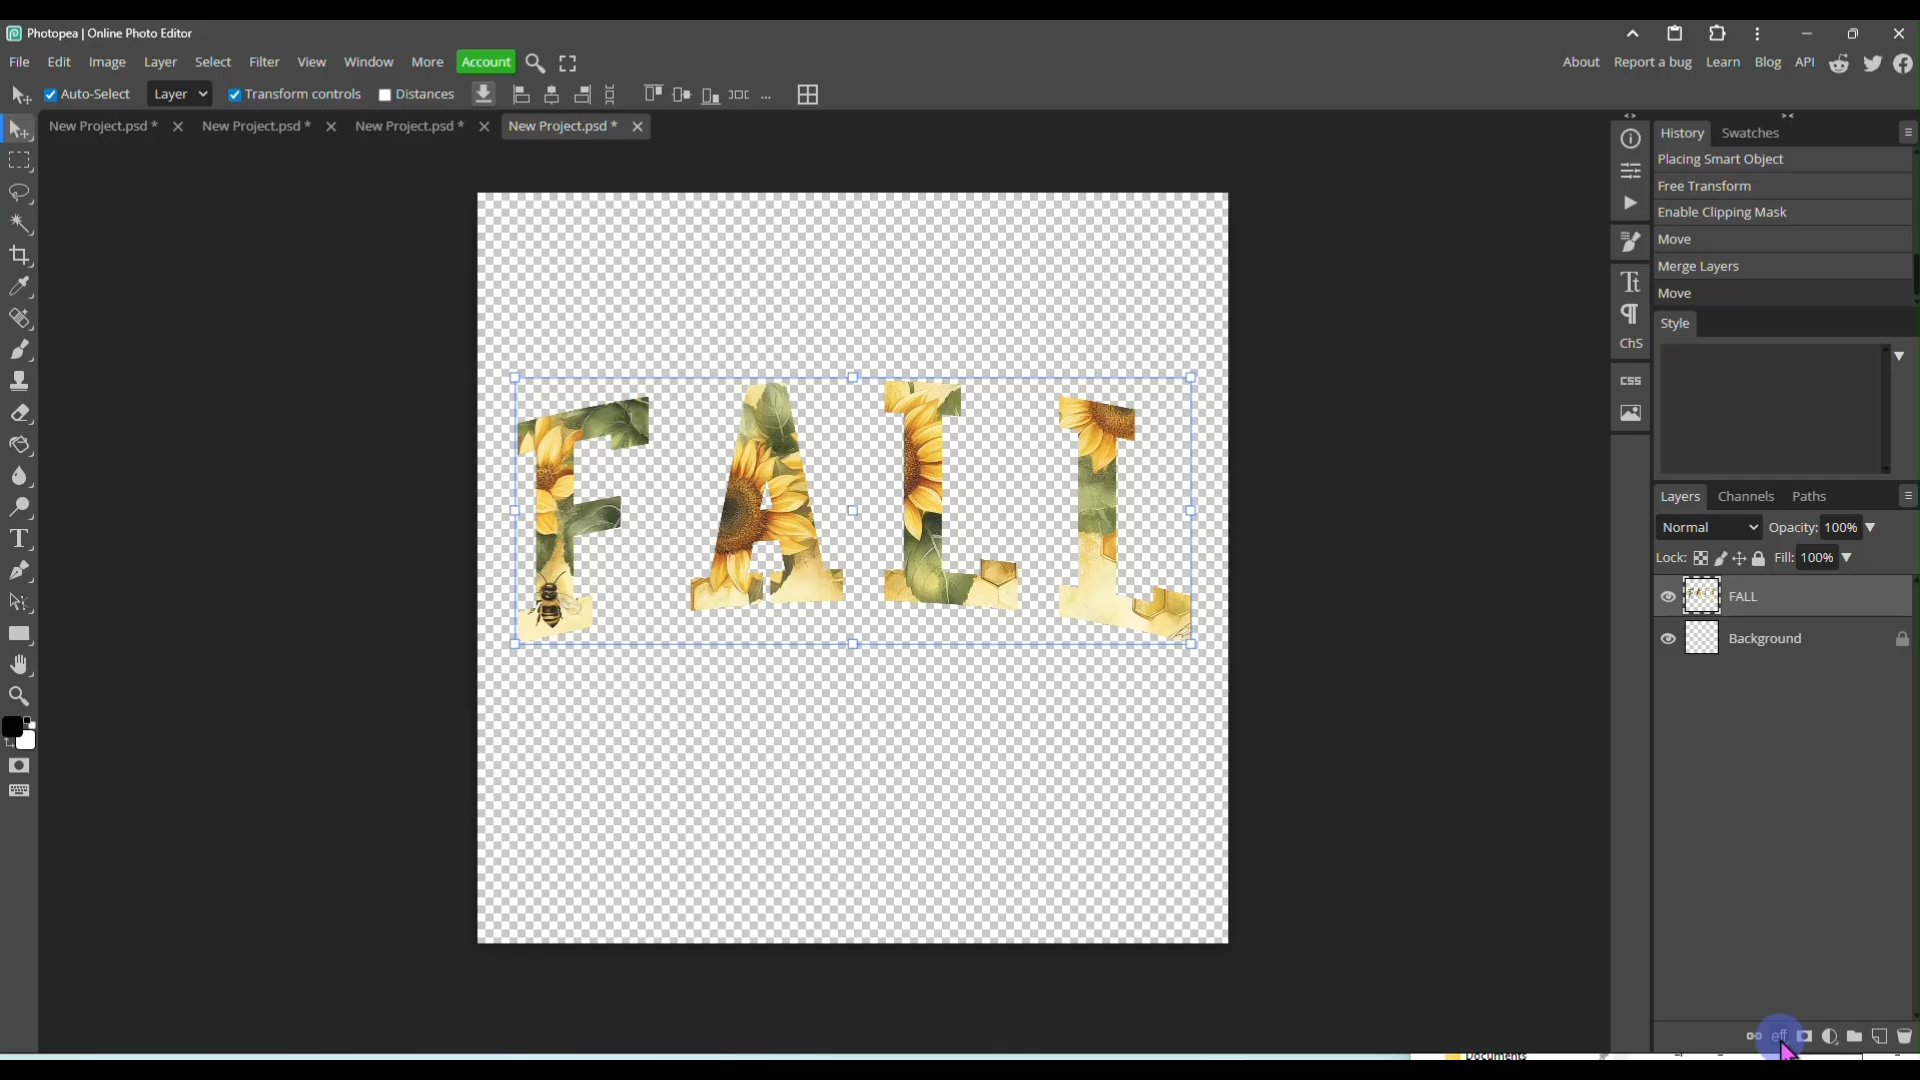 Photopea | Online Photo Editor
File Edit Image Layer Select Filter View Window More Account
About Report a bug Learn Blog API
Auto-Select Layer Transform controls Distances ...
New Project.psd * New Project.psd * New Project.psd * New Project.psd *
History Swatches
Placing Smart Object
Free Transform
Enable Clipping Mask
Move
Merge Layers
Move
Style
Tt
ChS
CSS
FALL
Layers Channels Paths
Normal Opacity: 100%
Lock: Fill: 100%
FALL
Background
eff
Documents